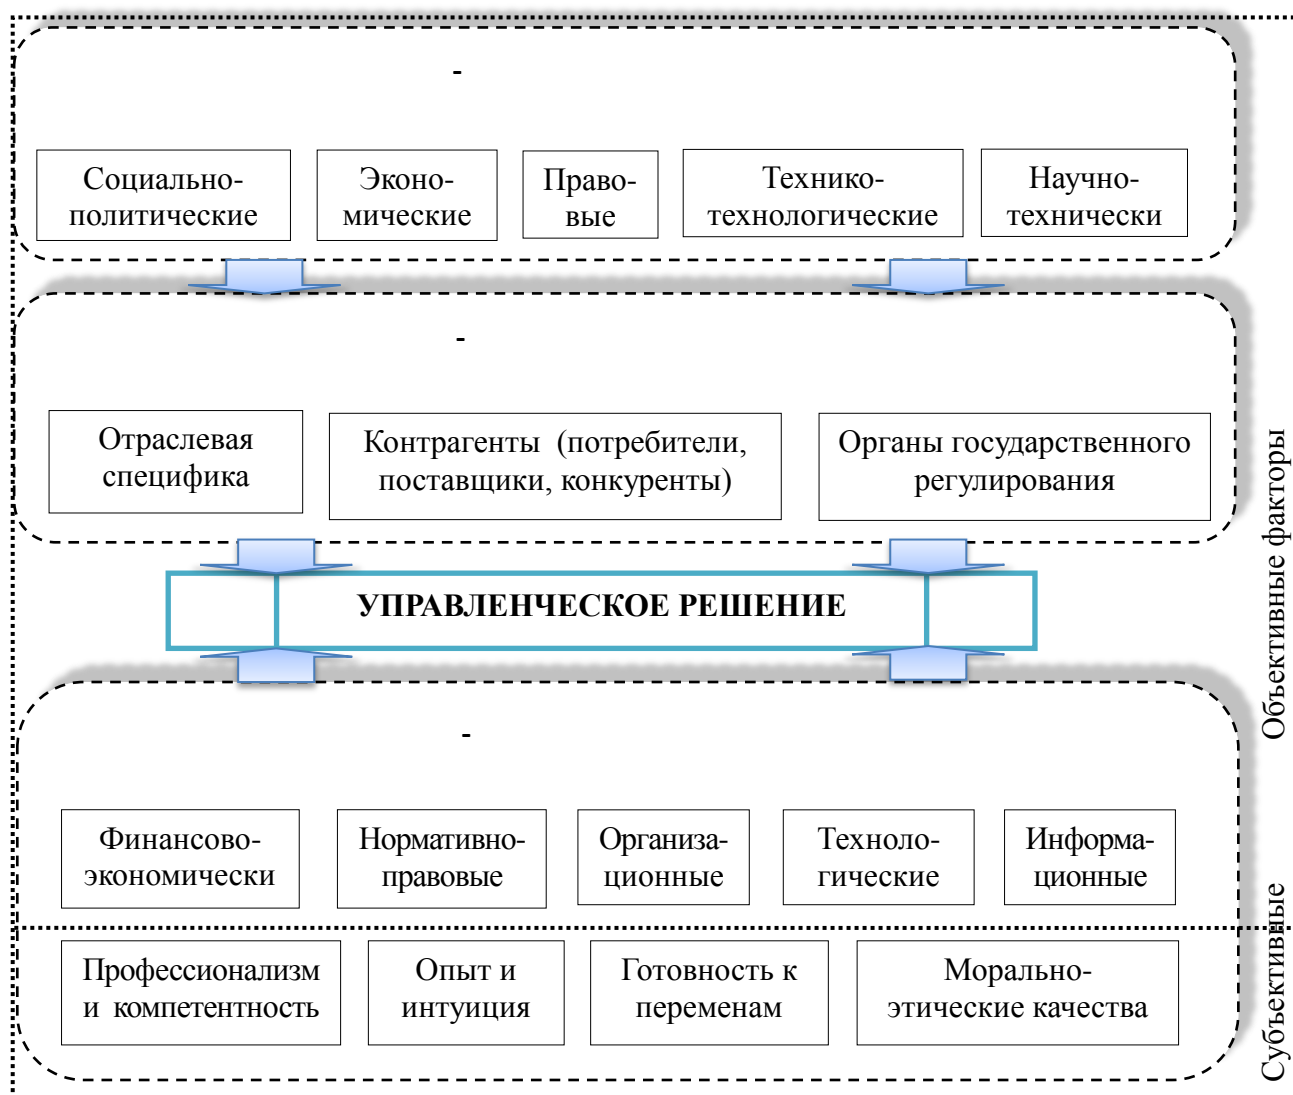 -
Социально-
политические
Эконо-
мические
Право-
вые
Технико-
технологические
Научно-
технически
-
Отраслевая
специфика
Контрагенты (потребители,
поставщики, конкуренты)
Органы государственного
регулирования
УПРАВЛЕНЧЕСКОЕ РЕШЕНИЕ
-
Финансово-
экономически
Нормативно-
правовые
Организа-
ционные
Техноло-
гические
Информа-
ционные
Профессионализм
и компетентность
Опыт и
интуиция
Готовность к
переменам
Морально-
этические качества
Объективные факторы
Субъективные